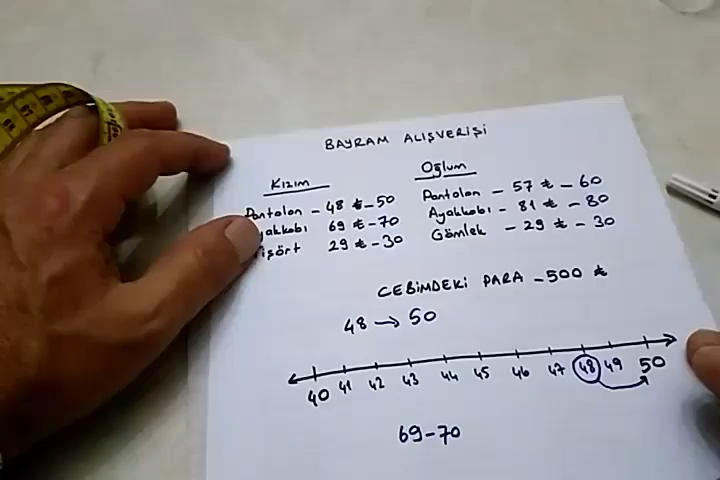 BAYRAM ALIŞVERİŞİ
Kızım
Pantolon - 48 ₺ - 50
69 ₺ - 70
29 ₺ - 30
Oğlum
Pantolon - 57 ₺ - 60
Ayakkabı - 81 ₺ - 80
Gömlek - 29 ₺ - 30
CEBİMDEKİ PARA - 500 ₺
48 → 50
40 41 42 43 44 45 46 47 48 49 50
69-70